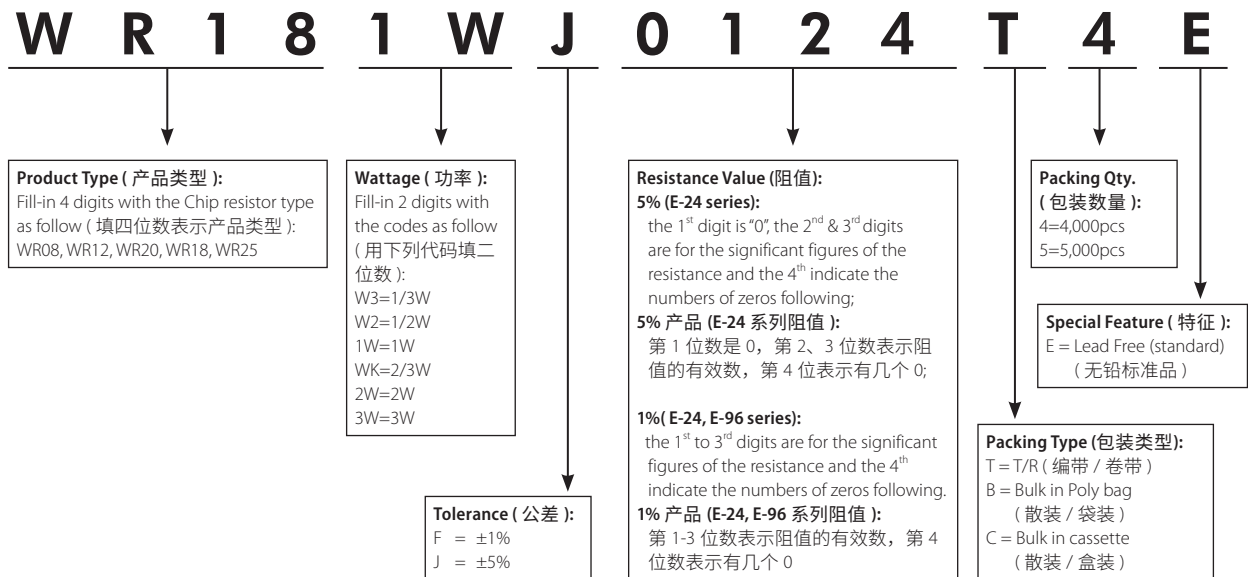 WR18 1W J 0124 T 4 E
Product Type ( 产品类型 ):
Fill-in 4 digits with the Chip resistor type
as follow ( 填四位数表示产品类型 ):
WR08, WR12, WR20, WR18, WR25
Wattage ( 功率 ):
Fill-in 2 digits with
the codes as follow
( 用下列代码填二
位数 ):
W3=1/3W
W2=1/2W
1W=1W
WK=2/3W
2W=2W
3W=3W
Tolerance ( 公差 ):
F = ±1%
J = ±5%
Resistance Value (阻值):
5% (E-24 series):
the 1st digit is "0", the 2nd & 3rd digits
are for the significant figures of the
resistance and the 4th indicate the
numbers of zeros following;
5% 产品 (E-24 系列阻值 ):
第 1 位数是 0，第 2、3 位数表示阻
值的有效数，第 4 位表示有几个 0;
1%( E-24, E-96 series):
the 1st to 3rd digits are for the significant
figures of the resistance and the 4th
indicate the numbers of zeros following.
1% 产品 (E-24, E-96 系列阻值 ):
第 1-3 位数表示阻值的有效数，第 4
位数表示有几个 0
Packing Qty.
( 包装数量 ):
4=4,000pcs
5=5,000pcs
Special Feature ( 特征 ):
E = Lead Free (standard)
( 无铅标准品 )
Packing Type (包装类型):
T = T/R ( 编带 / 卷带 )
B = Bulk in Poly bag
( 散装 / 袋装 )
C = Bulk in cassette
( 散装 / 盒装 )